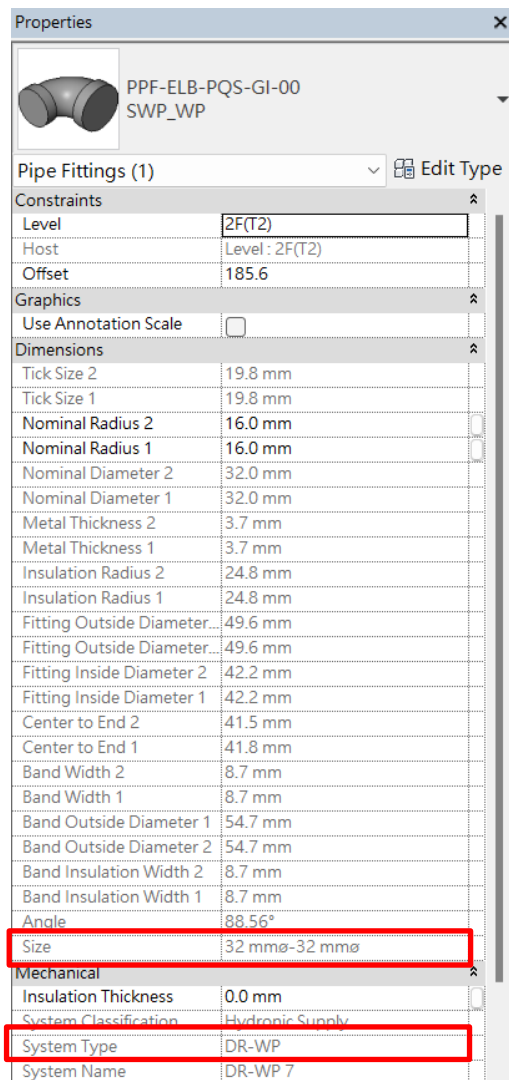 Properties
PPF-ELB-PQS-GI-00
SWP_WP
Pipe Fittings (1) Edit Type
Constraints
Level 2F(T2)
Host Level : 2F(T2)
Offset 185.6
Graphics
Use Annotation Scale
Dimensions
Tick Size 2 19.8 mm
Tick Size 1 19.8 mm
Nominal Radius 2 16.0 mm
Nominal Radius 1 16.0 mm
Nominal Diameter 2 32.0 mm
Nominal Diameter 1 32.0 mm
Metal Thickness 2 3.7 mm
Metal Thickness 1 3.7 mm
Insulation Radius 2 24.8 mm
Insulation Radius 1 24.8 mm
Fitting Outside Diameter... 49.6 mm
Fitting Outside Diameter... 49.6 mm
Fitting Inside Diameter 2 42.2 mm
Fitting Inside Diameter 1 42.2 mm
Center to End 2 41.5 mm
Center to End 1 41.8 mm
Band Width 2 8.7 mm
Band Width 1 8.7 mm
Band Outside Diameter 1 54.7 mm
Band Outside Diameter 2 54.7 mm
Band Insulation Width 2 8.7 mm
Band Insulation Width 1 8.7 mm
Angle 88.56°
Size 32 mmø-32 mmø
Mechanical
Insulation Thickness 0.0 mm
System Classification Hydronic Supply
System Type DR-WP
System Name DR-WP 7